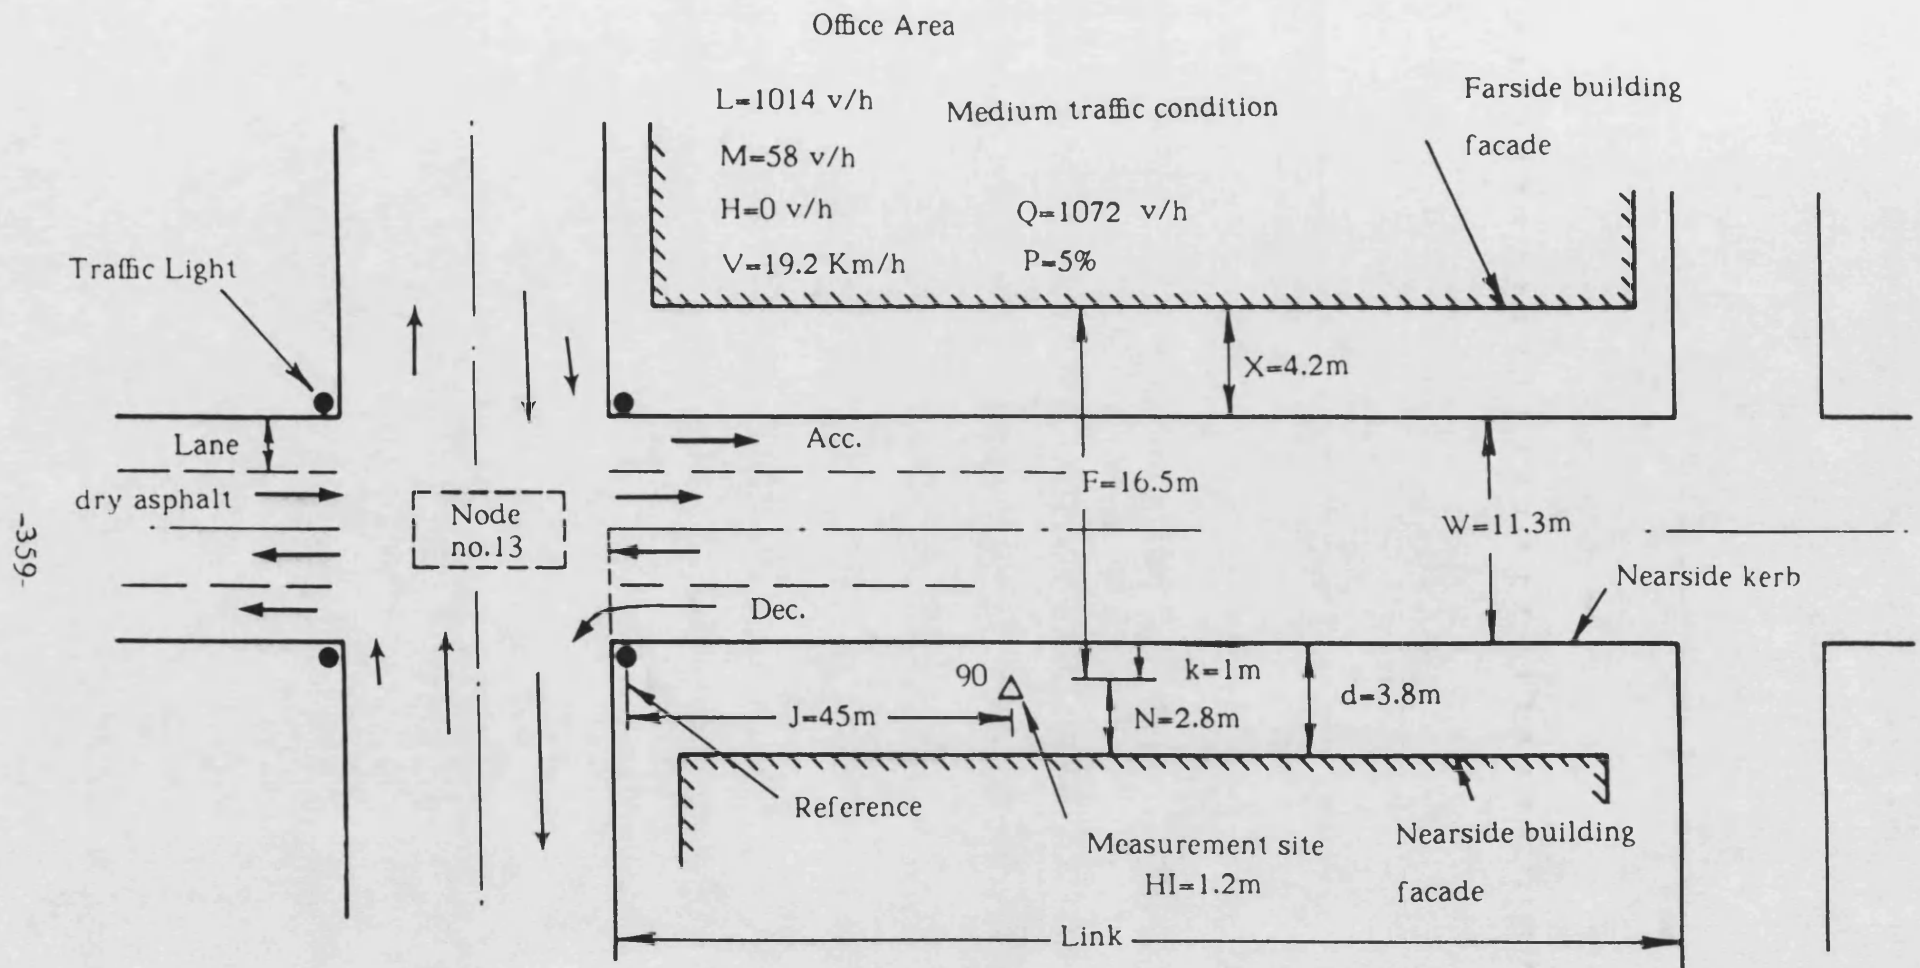 Office Area
L=1014 v/h
Medium traffic condition
Farside building
facade
M=58 v/h
H=0 v/h
Q=1072 v/h
V=19.2 Km/h
P=5%
Traffic Light
X=4.2m
Lane
Acc.
dry asphalt
F=16.5m
Node
no.13
W=11.3m
-359-
Nearside kerb
Dec.
k=1m
90
d=3.8m
J=45m
N=2.8m
Reference
Measurement site
HI=1.2m
Nearside building
facade
Link